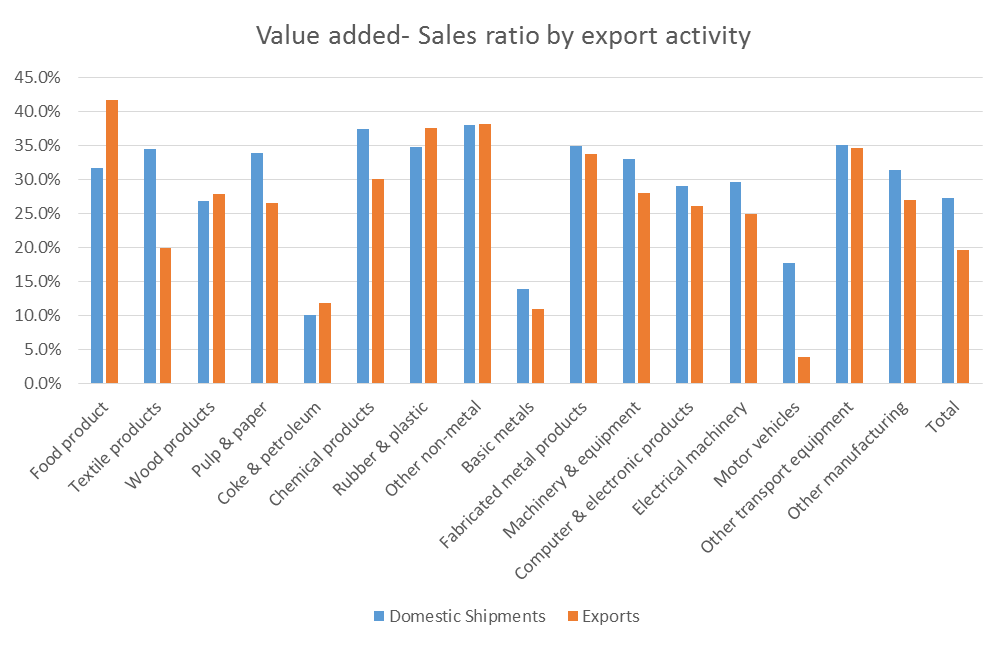 Value added- Sales ratio by export activity
45.0%
40.0%
35.0%
30.0%
25.0%
20.0%
15.0%
10.0%
5.0%
0.0%
Food product
Textile products
Wood products
Pulp & paper
Coke & petroleum
Chemical products
Rubber & plastic
Other non-metal
Basic metals
Fabricated metal products
Machinery & equipment
Computer & electronic products
Electrical machinery
Motor vehicles
Other transport equipment
Other manufacturing
Total
Domestic Shipments
Exports